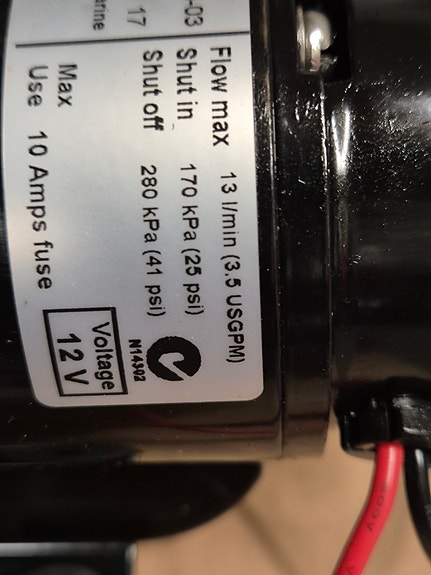 -03
arine
17
Flow max 13 l/min (3.5 USGPM)
Shut in 170 kPa (25 psi)
Shut off 280 kPa (41 psi)
Max
Use 10 Amps fuse
N14302
Voltage
12 V